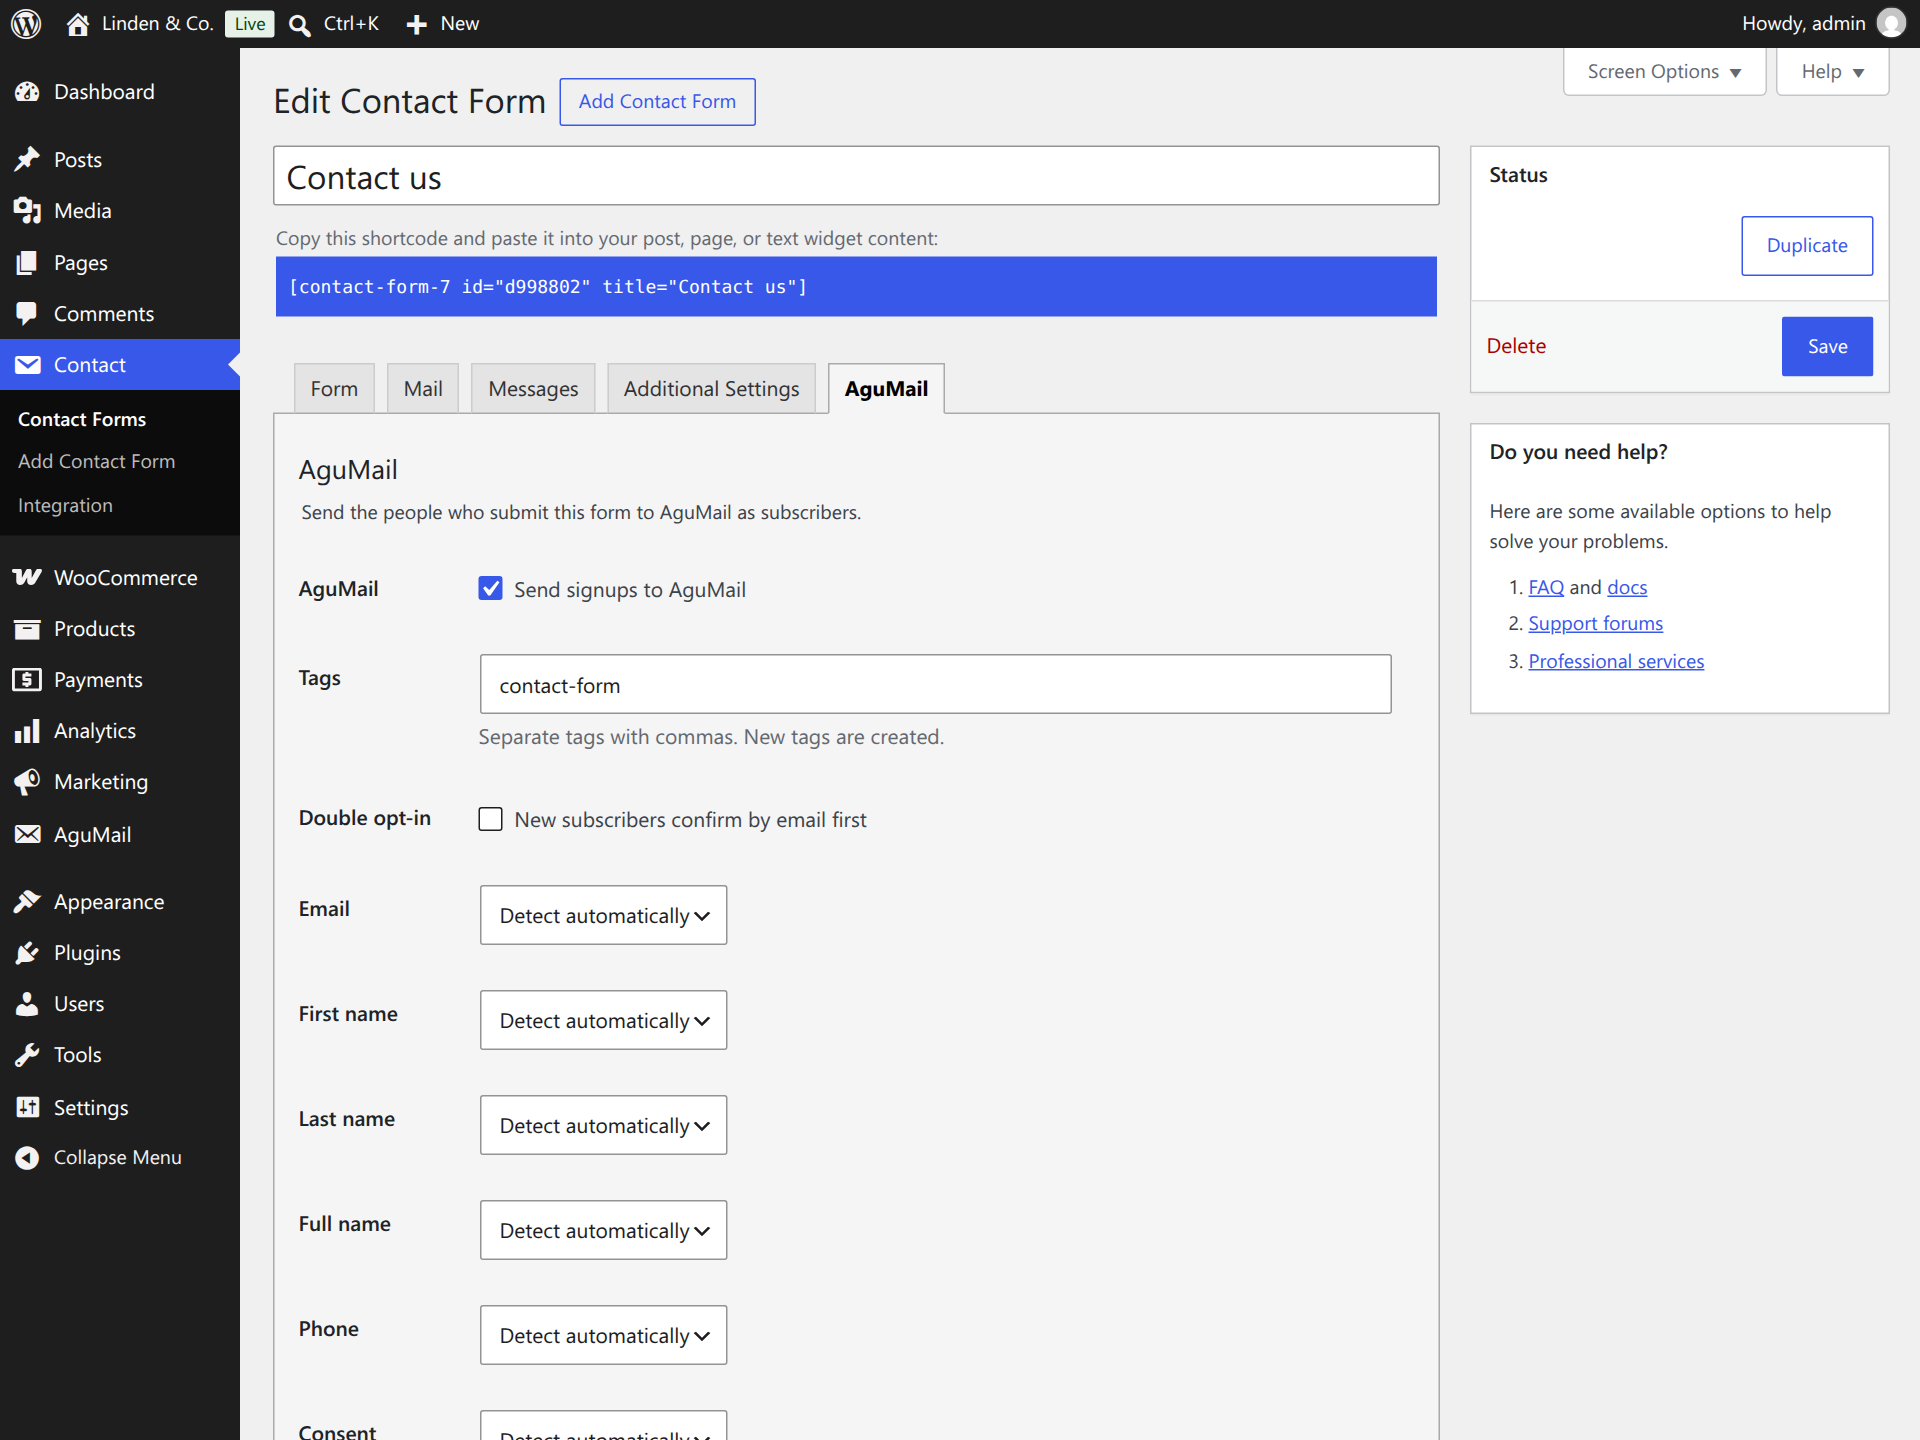 Linden & Co. Live Ctrl+K New Howdy, admin
Dashboard
Posts
Media
Pages
Comments
Contact
Contact Forms
Add Contact Form
Integration
WooCommerce
Products
Payments
Analytics
Marketing
AguMail
Appearance
Plugins
Users
Tools
Settings
Collapse Menu
Screen Options
Help
Edit Contact Form
Add Contact Form
Contact us
Copy this shortcode and paste it into your post, page, or text widget content:
[contact-form-7 id="d998802" title="Contact us"]
Form Mail Messages Additional Settings AguMail
AguMail
Send the people who submit this form to AguMail as subscribers.
AguMail Send signups to AguMail
Tags contact-form
Separate tags with commas. New tags are created.
Double opt-in New subscribers confirm by email first
Email Detect automatically
First name Detect automatically
Last name Detect automatically
Full name Detect automatically
Phone Detect automatically
Consent Detect automatically
Status
Duplicate
Delete Save
Do you need help?
Here are some available options to help
solve your problems.
1. FAQ and docs
2. Support forums
3. Professional services